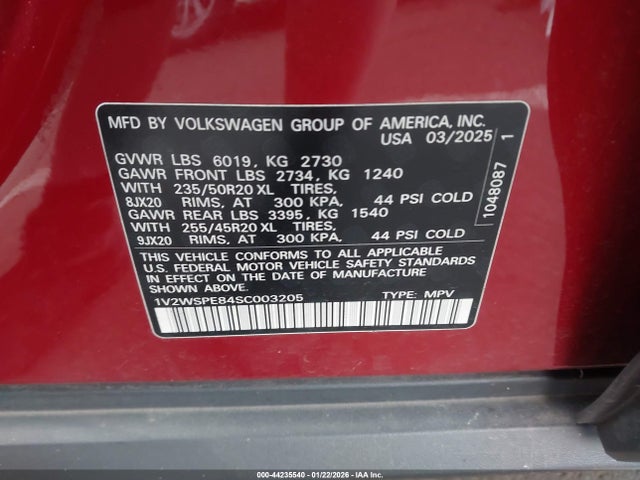 MFD BY VOLKSWAGEN GROUP OF AMERICA, INC.
USA 03/2025
GVWR LBS 6019, KG 2730
GAWR FRONT LBS 2734, KG 1240
WITH 235/50R20 XL TIRES,
8JX20 RIMS, AT 300 KPA, 44 PSI COLD
GAWR REAR LBS 3395, KG 1540
WITH 255/45R20 XL TIRES,
9JX20 RIMS, AT 300 KPA, 44 PSI COLD
THIS VEHICLE CONFORMS TO ALL APPLICABLE
U.S. FEDERAL MOTOR VEHICLE SAFETY STANDARDS
IN EFFECT ON THE DATE OF MANUFACTURE
SHOWN ABOVE.
1V2WSPE84SC003205 TYPE: MPV
1048087 1
000-44235540 - 01/22/2026 - IAA Inc.